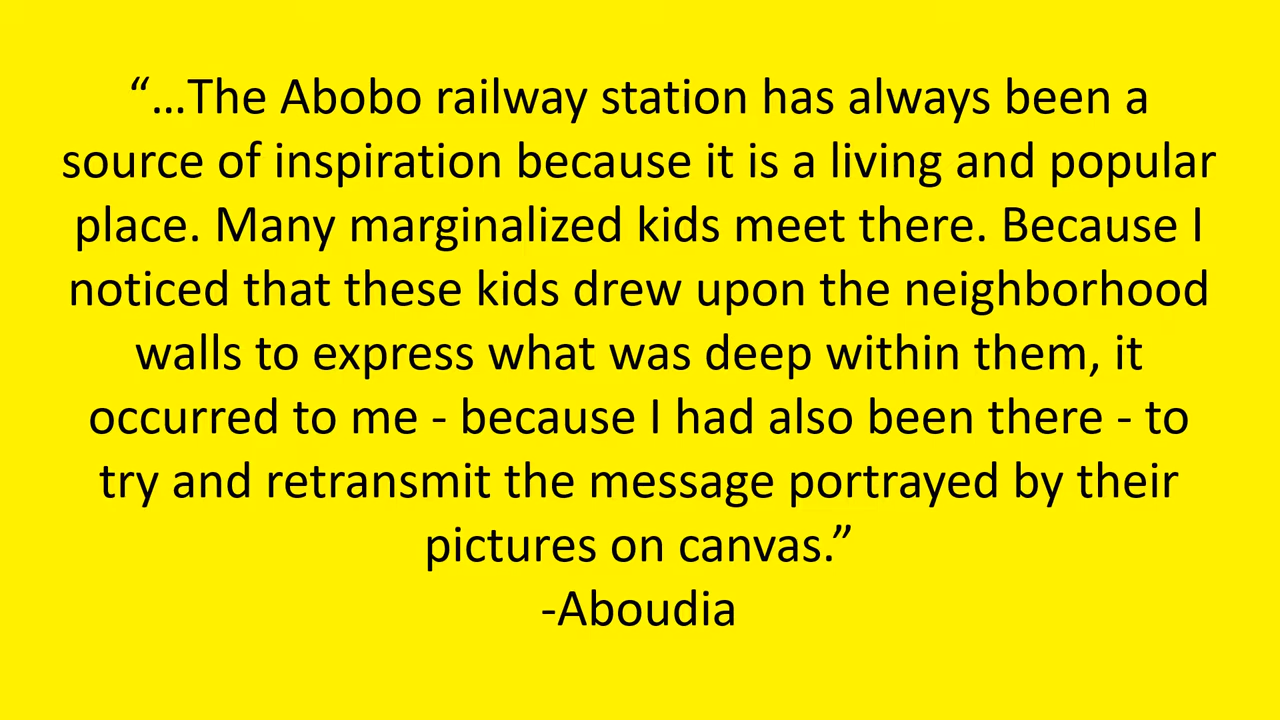 “…The Abobo railway station has always been a
source of inspiration because it is a living and popular
place. Many marginalized kids meet there. Because I
noticed that these kids drew upon the neighborhood
walls to express what was deep within them, it
occurred to me - because I had also been there - to
try and retransmit the message portrayed by their
pictures on canvas.”
-Aboudia